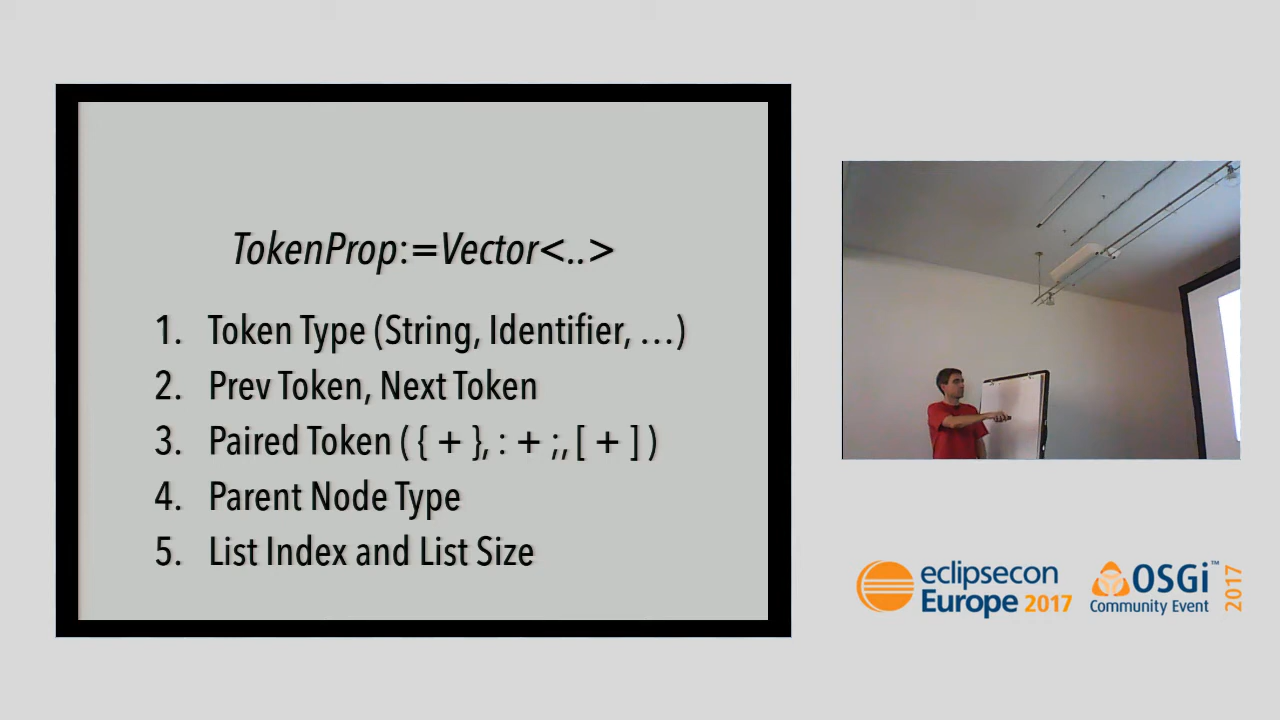 TokenProp:=Vector<..>
1. Token Type (String, Identifier, …)
2. Prev Token, Next Token
3. Paired Token ( { + }, : + ;, [ + ] )
4. Parent Node Type
5. List Index and List Size
eclipsecon
Europe 2017
OSGi™
Community Event
2017